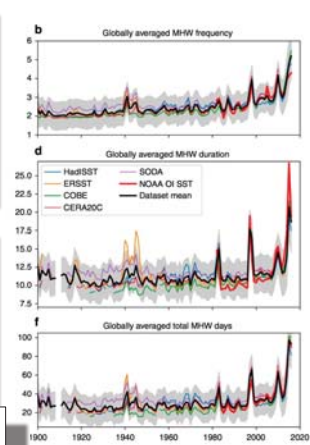 b
Globally averaged MHW frequency
6
5
4
3
2
1
d
Globally averaged MHW duration
25.0
22.5
20.0
17.5
15.0
12.5
10.0
7.5
HadISST
ERSST
COBE
CERA20C
SODA
NOAA OI SST
Dataset mean
f
Globally averaged total MHW days
100
80
60
40
20
1900 1920 1940 1960 1980 2000 2020